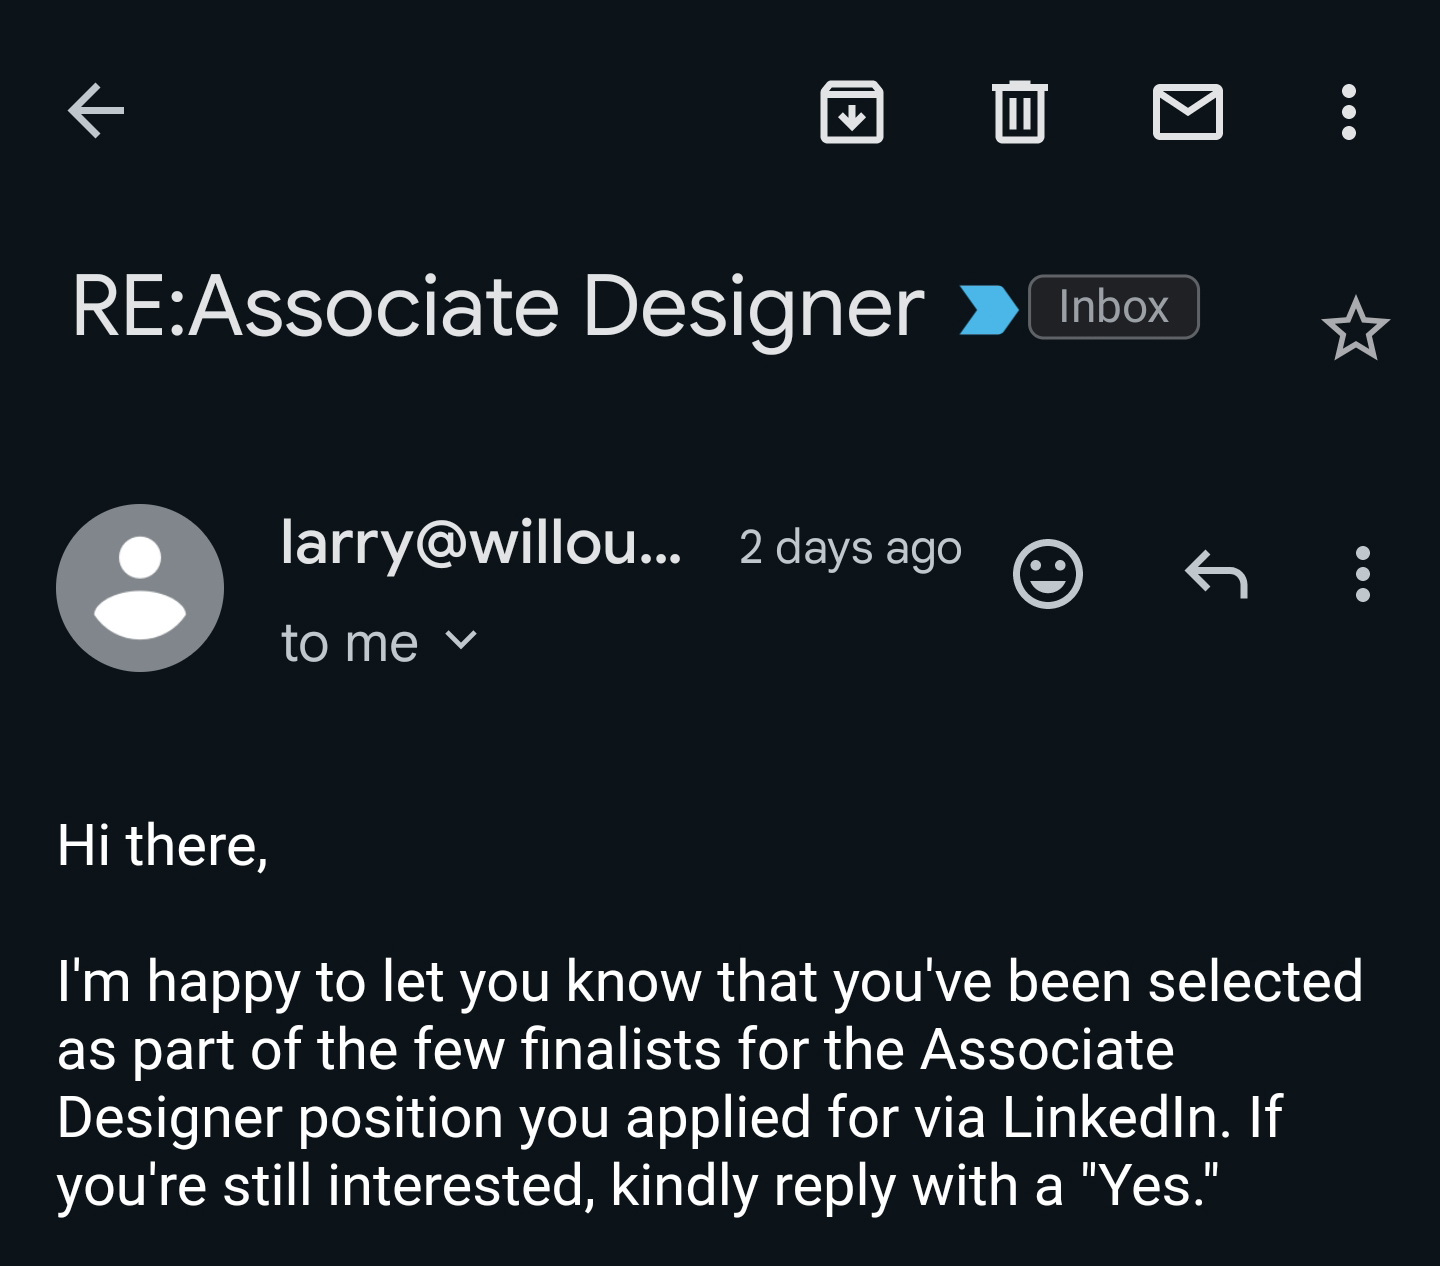 RE:Associate Designer Inbox
larry@willou... 2 days ago
to me
Hi there,
I'm happy to let you know that you've been selected
as part of the few finalists for the Associate
Designer position you applied for via LinkedIn. If
you're still interested, kindly reply with a "Yes."